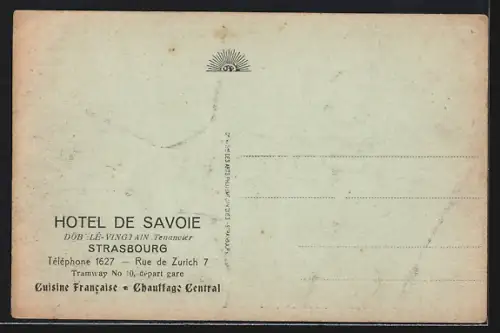 HOTEL DE SAVOIE
Tenancier
STRASBOURG
Téléphone 1627 — Rue de Zurich 7
Tramway No 10, départ gare
Cuisine Française * Chauffage Central